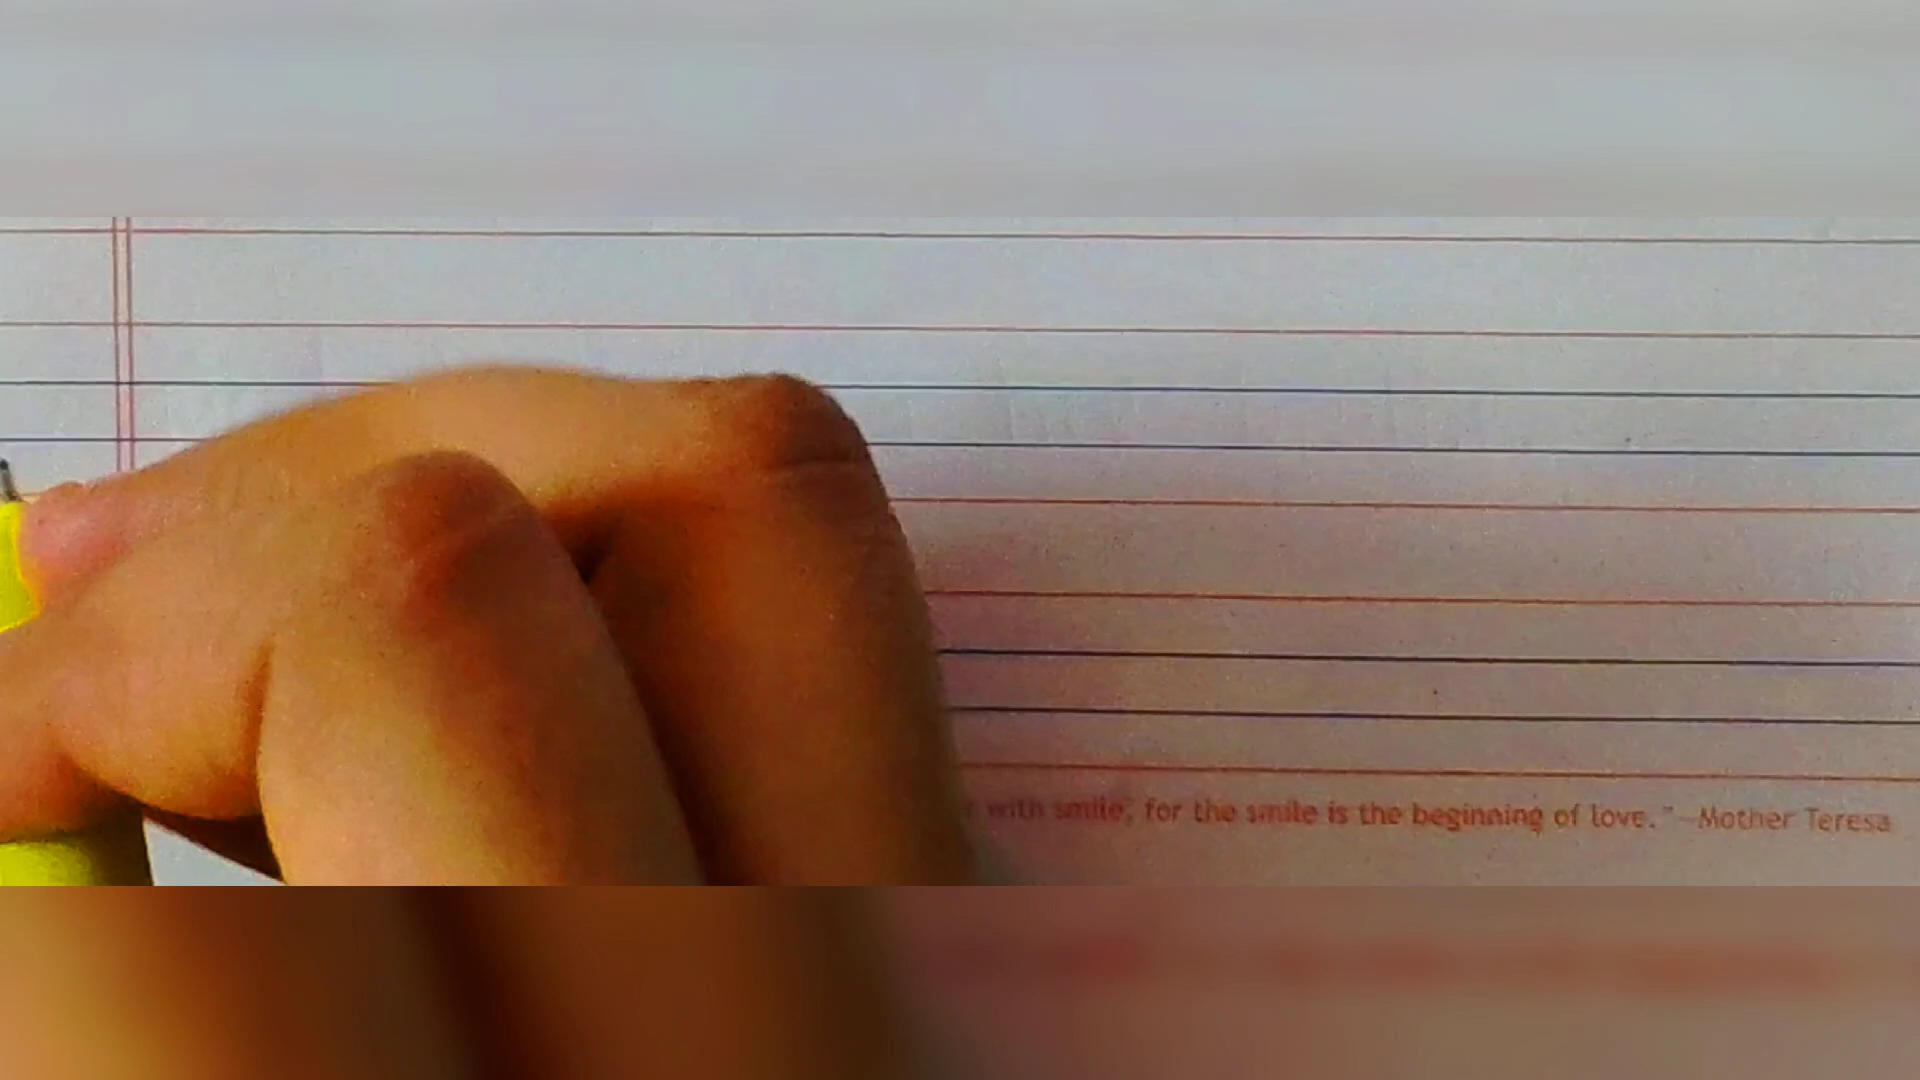 with smile, for the smile is the beginning of love." - Mother Teresa